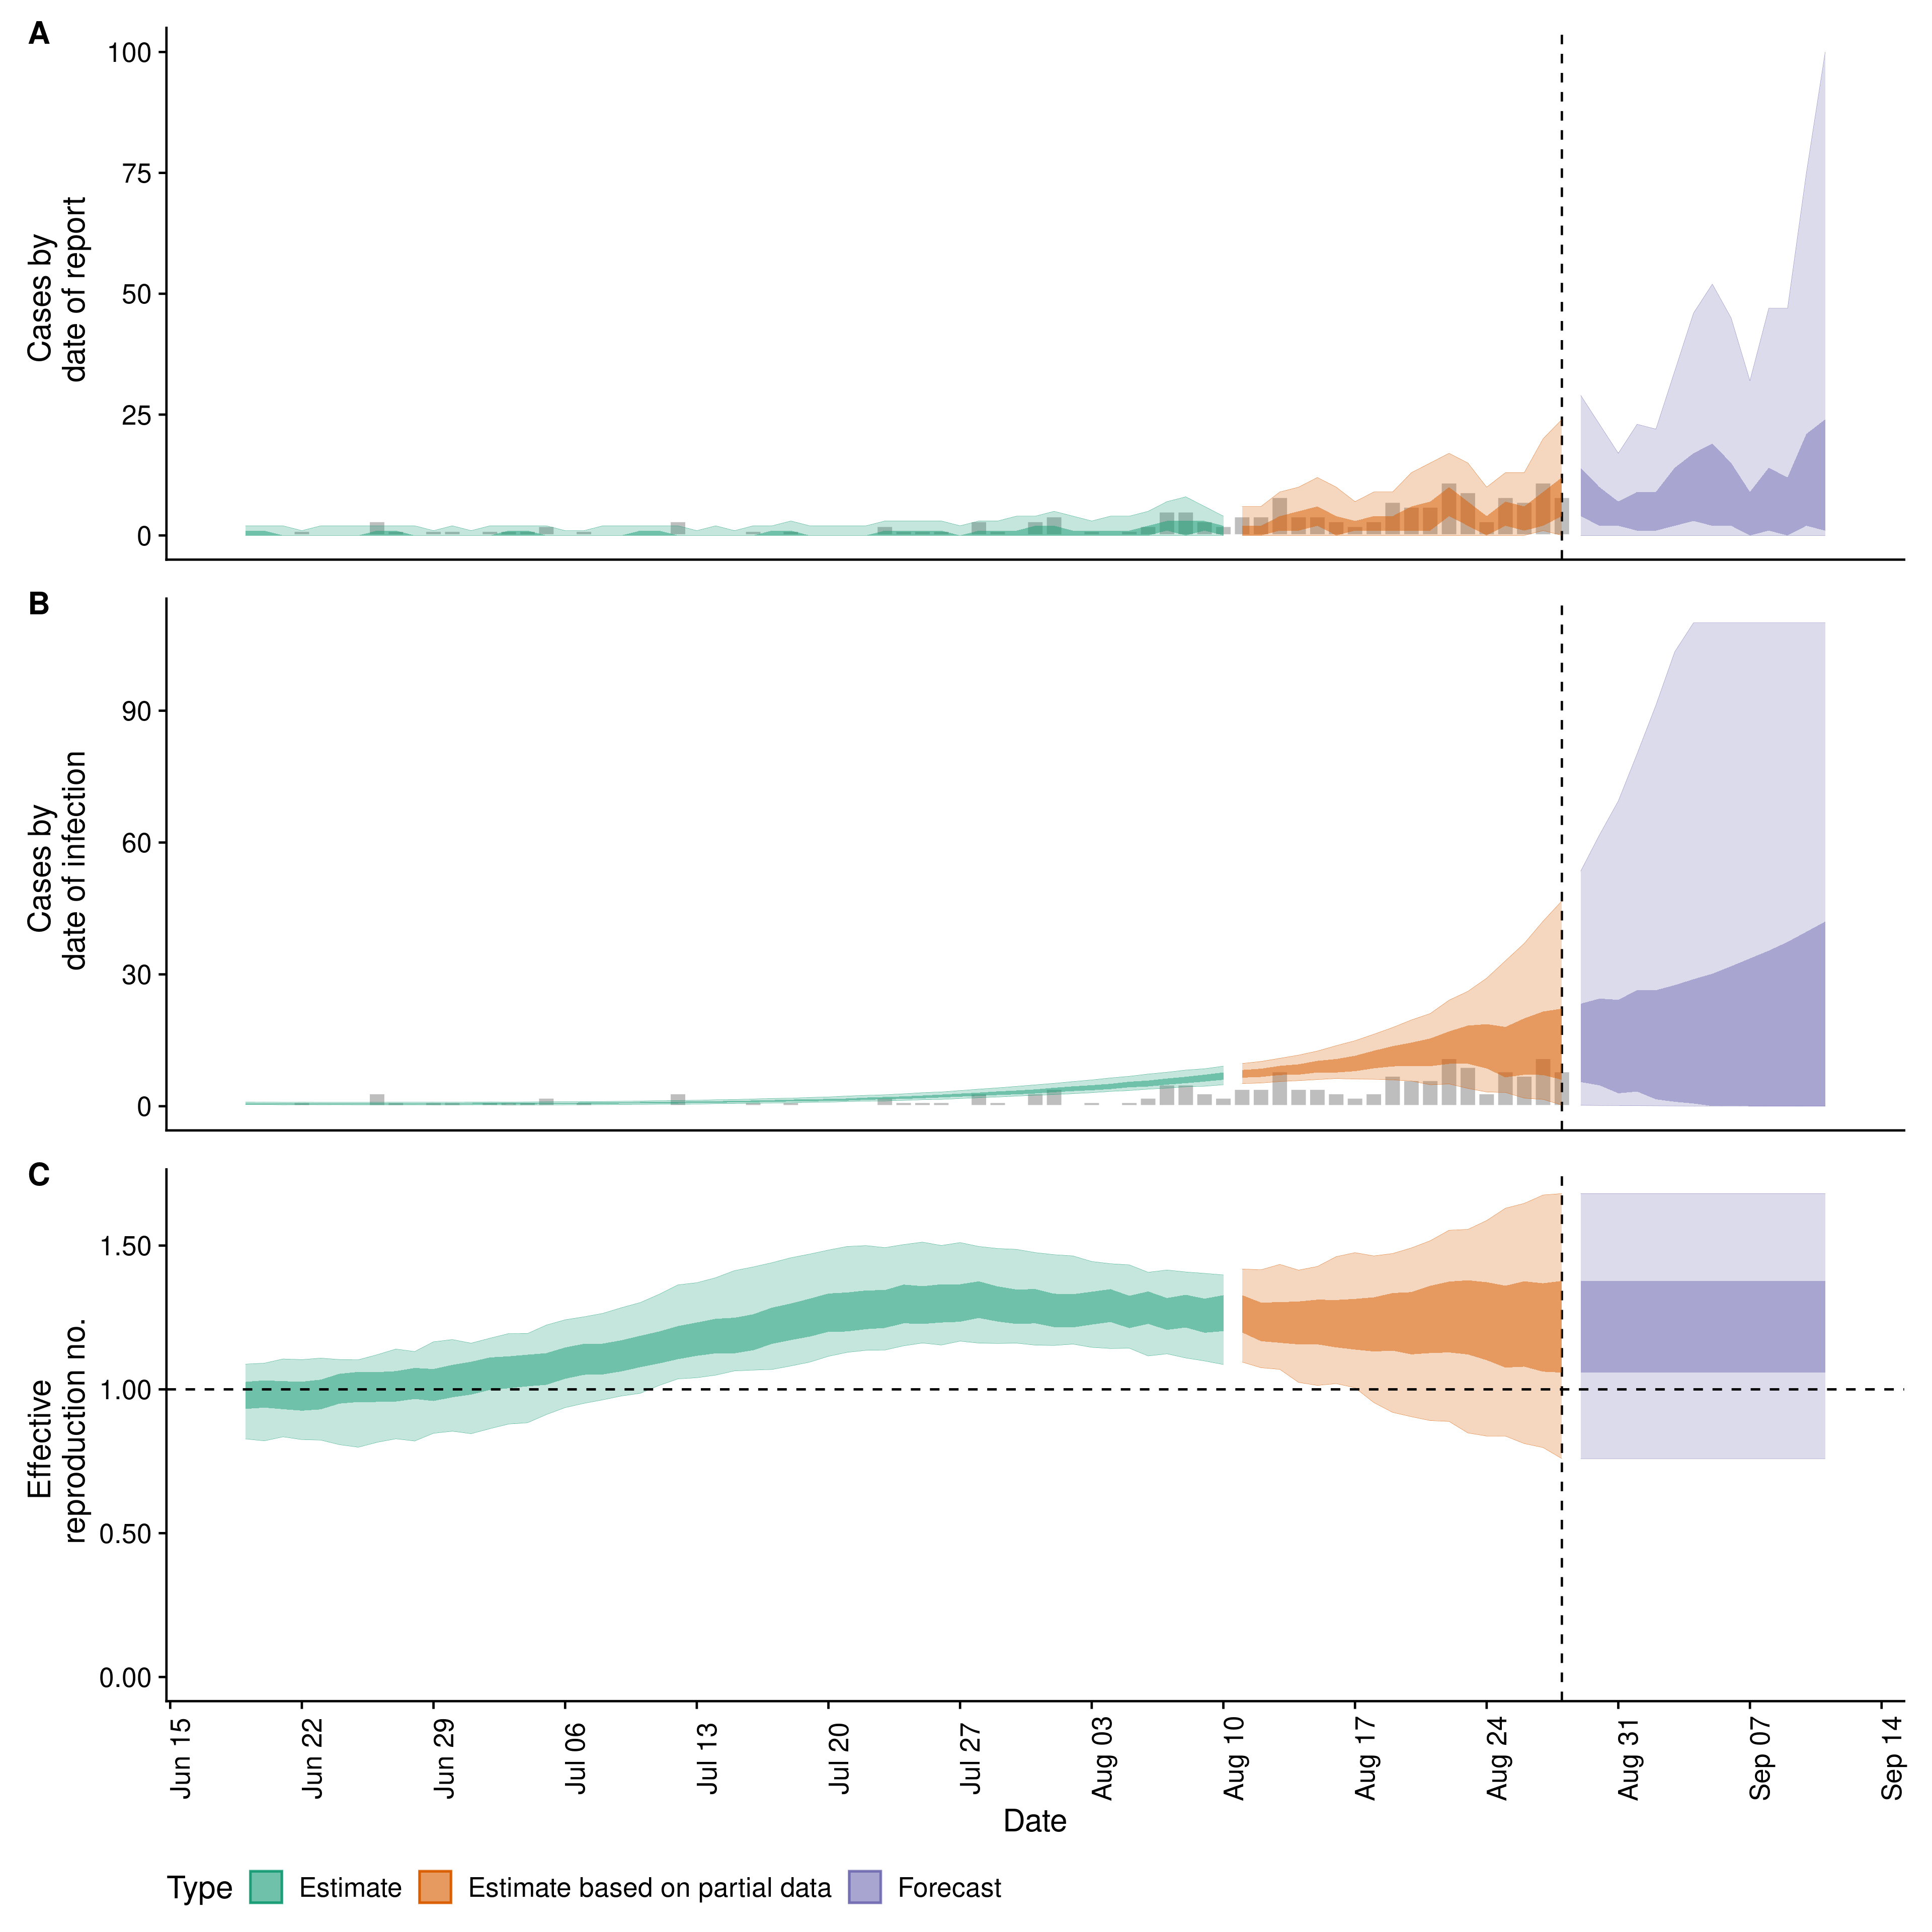 A
Cases by
date of report
100
75
50
25
0
B
Cases by
date of infection
90
60
30
0
C
Effective
reproduction no.
1.50
1.00
0.50
0.00
Jun 15
Jun 22
Jun 29
Jul 06
Jul 13
Jul 20
Jul 27
Aug 03
Aug 10
Aug 17
Aug 24
Aug 31
Sep 07
Sep 14
Date
Type Estimate Estimate based on partial data Forecast